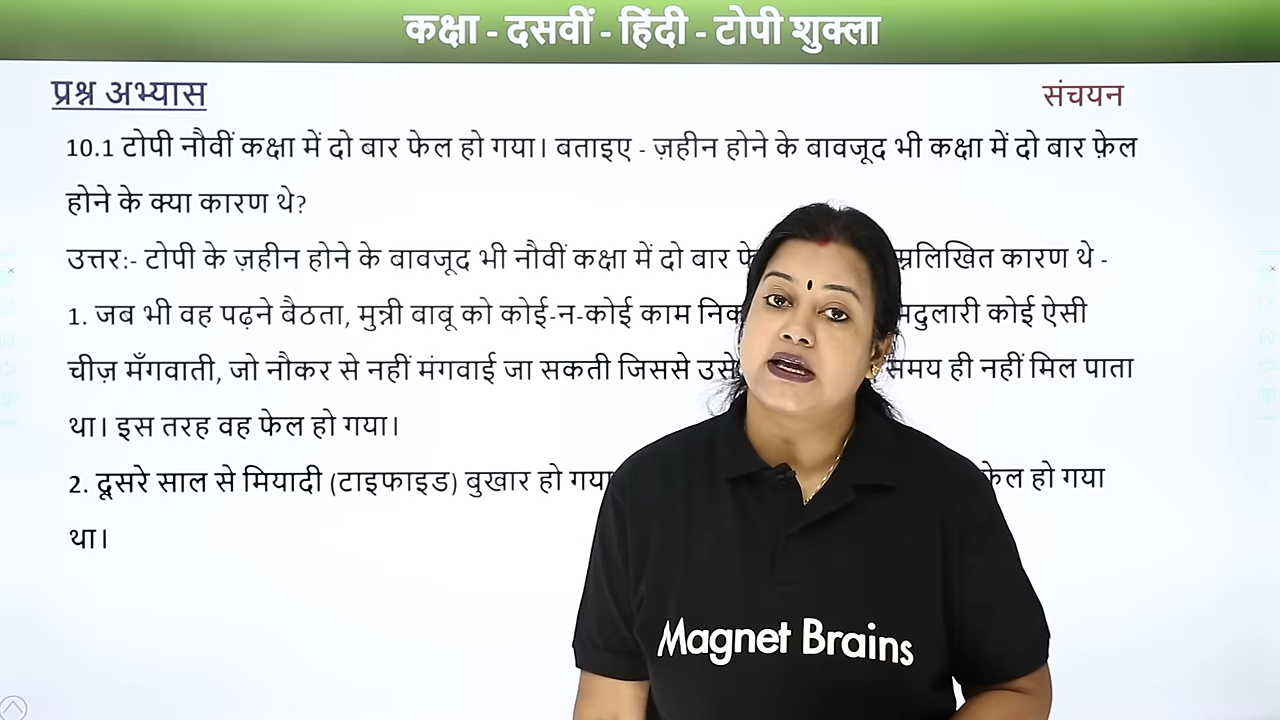 कक्षा - दसवीं - हिंदी - टोपी शुक्ला
प्रश्न अभ्यास
संचयन
10.1 टोपी नौवीं कक्षा में दो बार फेल हो गया। बताइए - ज़हीन होने के बावजूद भी कक्षा में दो बार फ़ेल
होने के क्या कारण थे?
उत्तर:- टोपी के ज़हीन होने के बावजूद भी नौवीं कक्षा में दो बार कारण थे -
1. जब भी वह पढ़ने बैठता, मुन्नी बाबू को कोई-न-कोई काम कोई ऐसी
चीज़ मँगवाती, जो नौकर से नहीं मंगवाई जा सकती जिससे उसे समय ही नहीं मिल पाता
था। इस तरह वह फेल हो गया।
2. दूसरे साल से मियादी (टाइफाइड) बुखार हो गया फेल हो गया
था।
Magnet Brains